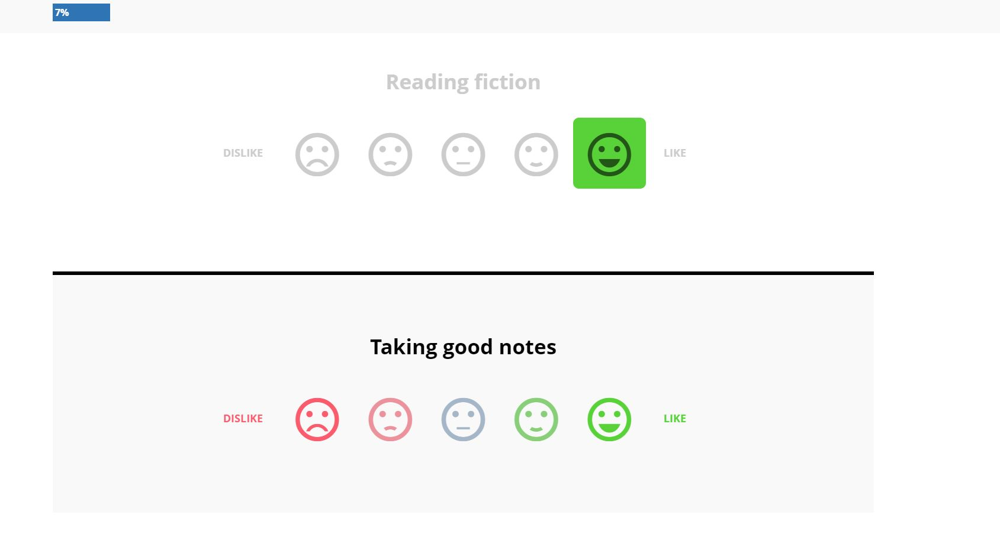 7%
Reading fiction
DISLIKE LIKE
Taking good notes
DISLIKE LIKE